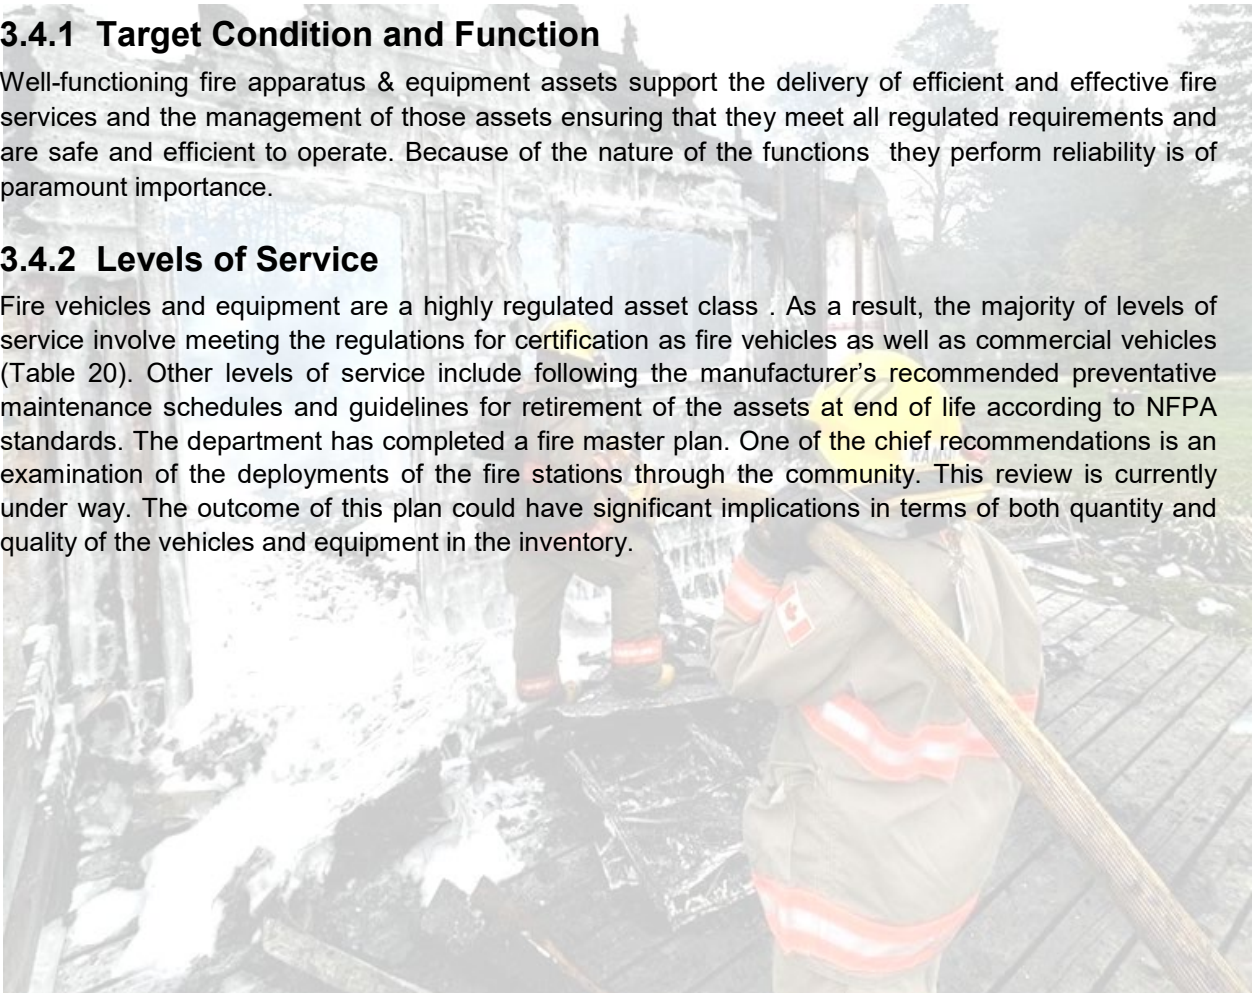 3.4.1 Target Condition and Function
Well-functioning fire apparatus & equipment assets support the delivery of efficient and effective fire
services and the management of those assets ensuring that they meet all regulated requirements and
are safe and efficient to operate. Because of the nature of the functions they perform reliability is of
paramount importance.
3.4.2 Levels of Service
Fire vehicles and equipment are a highly regulated asset class . As a result, the majority of levels of
service involve meeting the regulations for certification as fire vehicles as well as commercial vehicles
(Table 20). Other levels of service include following the manufacturer’s recommended preventative
maintenance schedules and guidelines for retirement of the assets at end of life according to NFPA
standards. The department has completed a fire master plan. One of the chief recommendations is an
examination of the deployments of the fire stations through the community. This review is currently
under way. The outcome of this plan could have significant implications in terms of both quantity and
quality of the vehicles and equipment in the inventory.